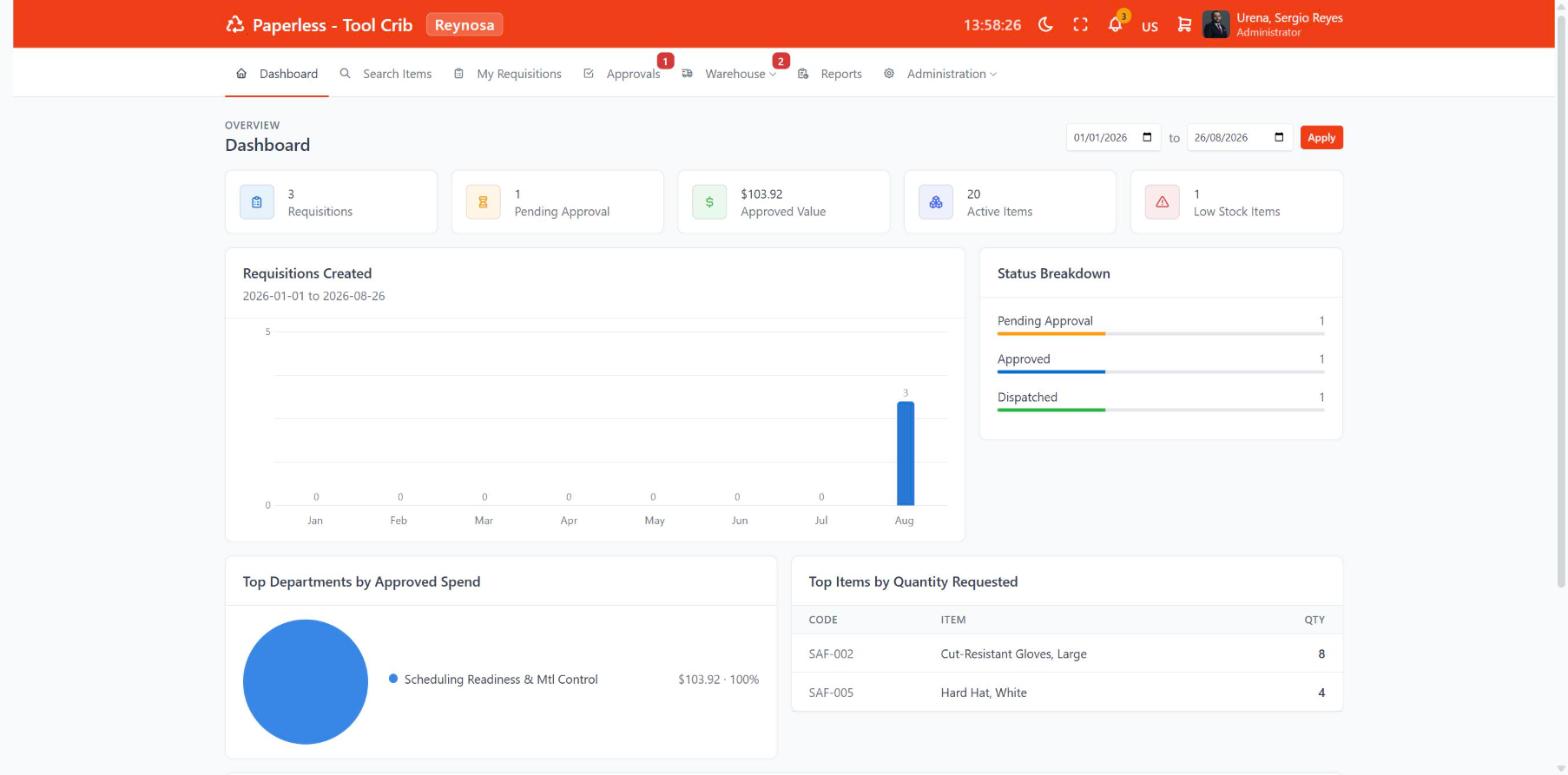 Paperless - Tool Crib Reynosa 13:58:26 3 US Urena, Sergio Reyes
Administrator
Dashboard Search Items My Requisitions Approvals 1 Warehouse 2 Reports Administration
OVERVIEW
Dashboard
01/01/2026 to 26/08/2026 Apply
3
Requisitions
1
Pending Approval
$103.92
Approved Value
20
Active Items
1
Low Stock Items
Requisitions Created
2026-01-01 to 2026-08-26
5
3
0 0 0 0 0 0 0
0
Jan Feb Mar Apr May Jun Jul Aug
Status Breakdown
Pending Approval 1
Approved 1
Dispatched 1
Top Departments by Approved Spend
Scheduling Readiness & Mtl Control $103.92 · 100%
Top Items by Quantity Requested
CODE ITEM QTY
SAF-002 Cut-Resistant Gloves, Large 8
SAF-005 Hard Hat, White 4